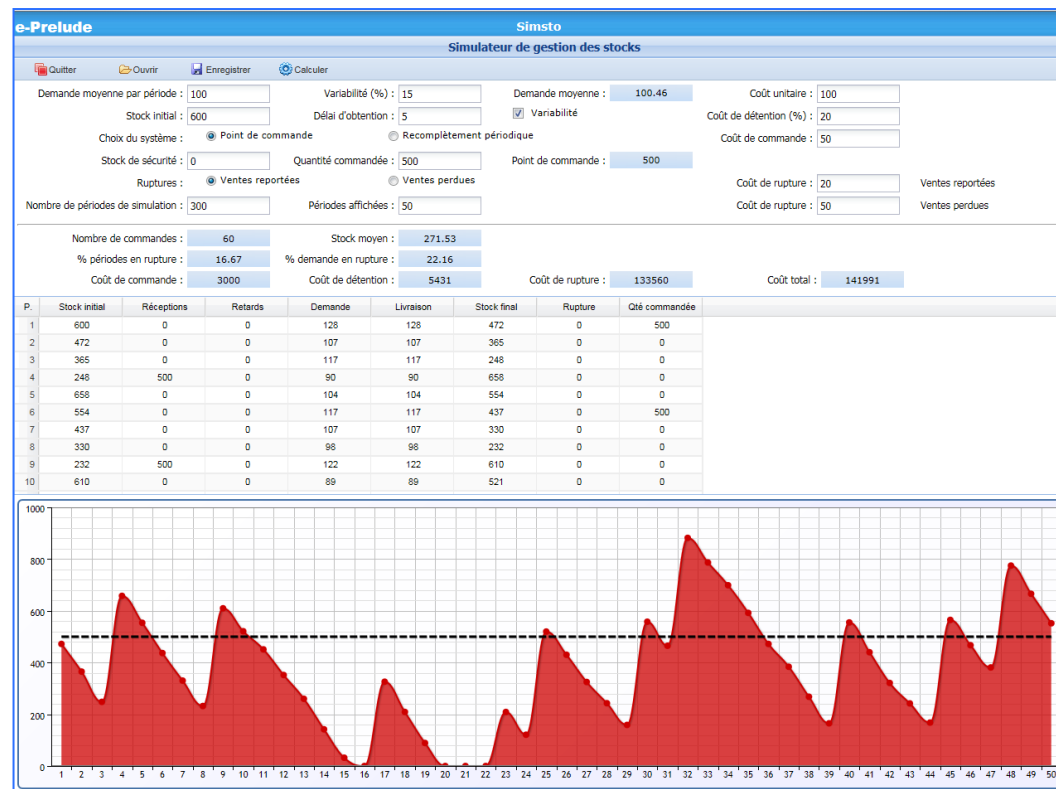 e-Prelude Simsto
Simulateur de gestion des stocks
Quitter Ouvrir Enregistrer Calculer
Demande moyenne par période : 100 Variabilité (%) : 15 Demande moyenne : 100.46 Coût unitaire : 100
Stock initial : 600 Délai d'obtention : 5 Variabilité Coût de détention (%) : 20
Choix du système : Point de commande Recomplètement périodique Coût de commande : 50
Stock de sécurité : 0 Quantité commandée : 500 Point de commande : 500
Ruptures : Ventes reportées Ventes perdues Coût de rupture : 20 Ventes reportées
Nombre de périodes de simulation : 300 Périodes affichées : 50 Coût de rupture : 50 Ventes perdues
Nombre de commandes : 60 Stock moyen : 271.53
% périodes en rupture : 16.67 % demande en rupture : 22.16
Coût de commande : 3000 Coût de détention : 5431 Coût de rupture : 133560 Coût total : 141991
P. Stock initial Réceptions Retards Demande Livraison Stock final Rupture Qté commandée
1 600 0 0 128 128 472 0 500
2 472 0 0 107 107 365 0 0
3 365 0 0 117 117 248 0 0
4 248 500 0 90 90 658 0 0
5 658 0 0 104 104 554 0 0
6 554 0 0 117 117 437 0 500
7 437 0 0 107 107 330 0 0
8 330 0 0 98 98 232 0 0
9 232 500 0 122 122 610 0 0
10 610 0 0 89 89 521 0 0
1000
800
600
400
200
0
1 2 3 4 5 6 7 8 9 10 11 12 13 14 15 16 17 18 19 20 21 22 23 24 25 26 27 28 29 30 31 32 33 34 35 36 37 38 39 40 41 42 43 44 45 46 47 48 49 50